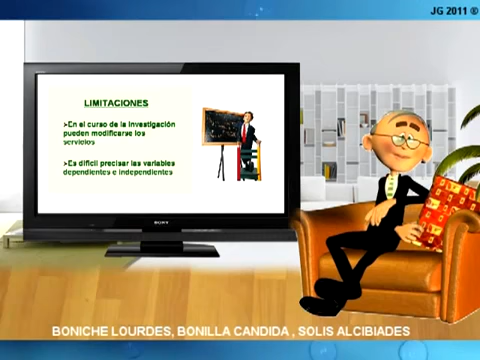 JG 2011 ®
LIMITACIONES
➢En el curso de la investigación
pueden modificarse los
servicios
➢Es difícil precisar las variables
dependientes e independientes
SONY
BONICHE LOURDES, BONILLA CANDIDA , SOLIS ALCIBIADES